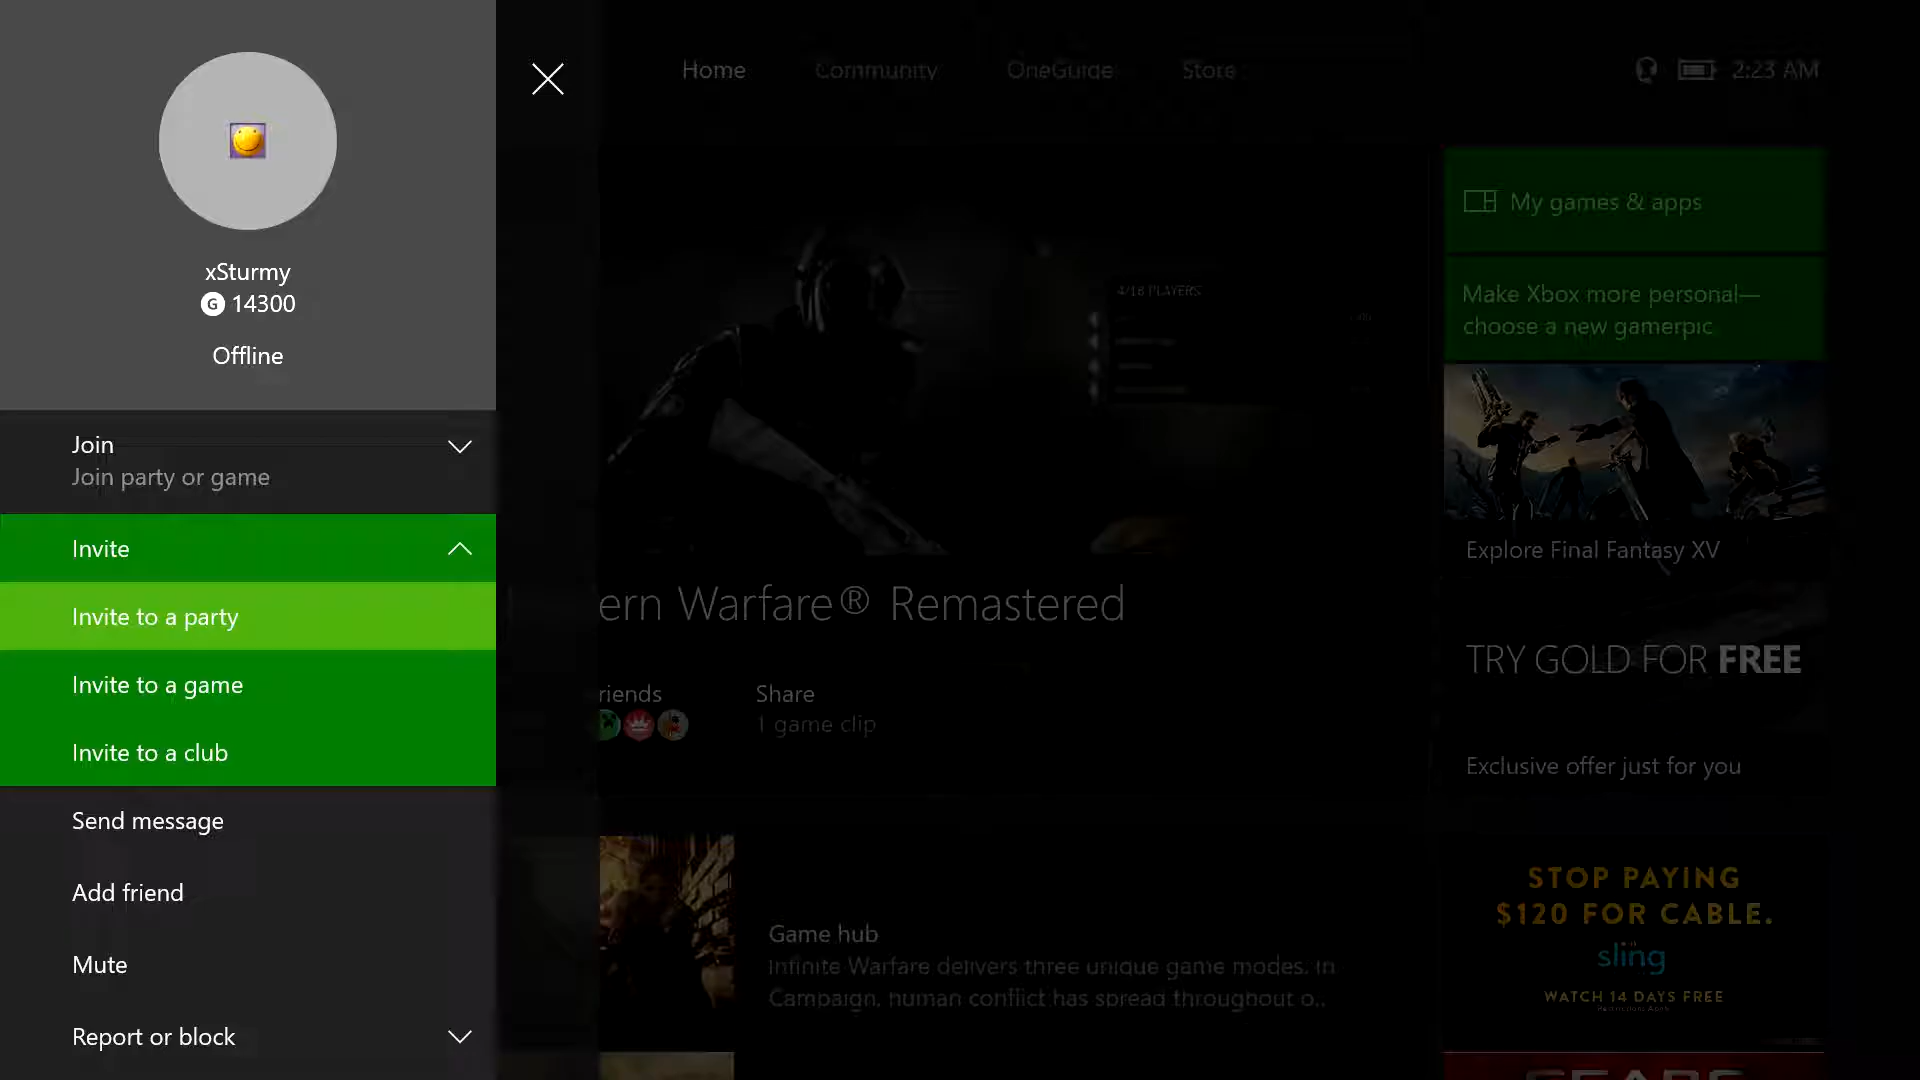 xSturmy
G 14300
Offline
Join
Join party or game
Invite
Invite to a party
Invite to a game
Invite to a club
Send message
Add friend
Mute
Report or block
Home
Community
OneGuide
Store
2:23 AM
4/18 PLAYERS
ern Warfare® Remastered
riends
Share
1 game clip
Game hub
Infinite Warfare delivers three unique game modes. In
Campaign, human conflict has spread throughout o..
My games & apps
Make Xbox more personal—
choose a new gamerpic
Explore Final Fantasy XV
TRY GOLD FOR FREE
Exclusive offer just for you
STOP PAYING
$120 FOR CABLE.
sling
WATCH 14 DAYS FREE